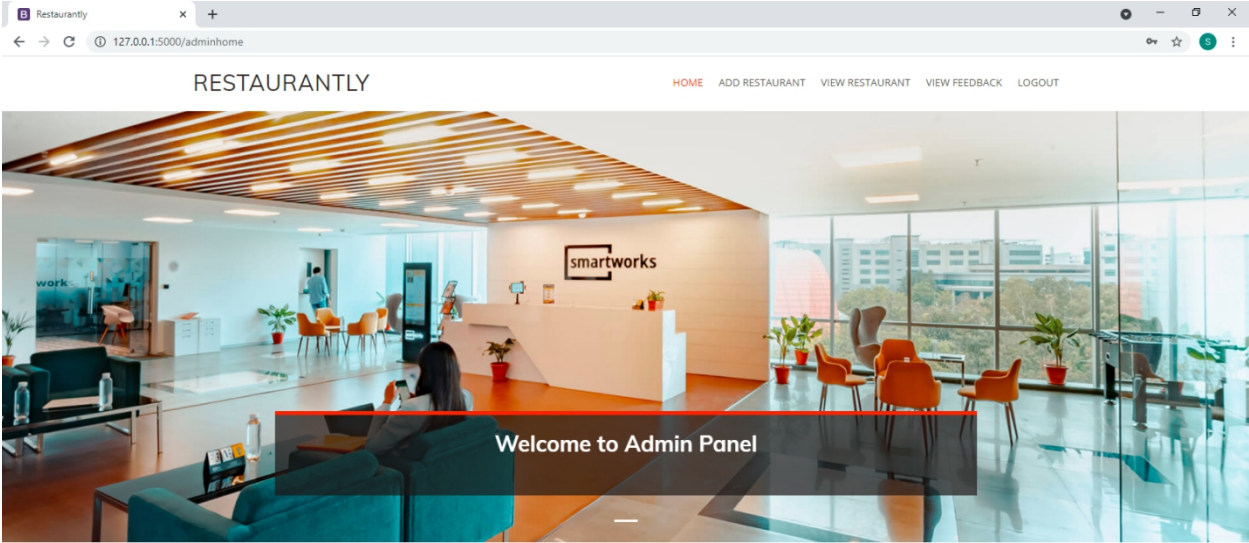 B Restaurantly
127.0.0.1:5000/adminhome
S
RESTAURANTLY
HOME ADD RESTAURANT VIEW RESTAURANT VIEW FEEDBACK LOGOUT
smartworks
work
Welcome to Admin Panel